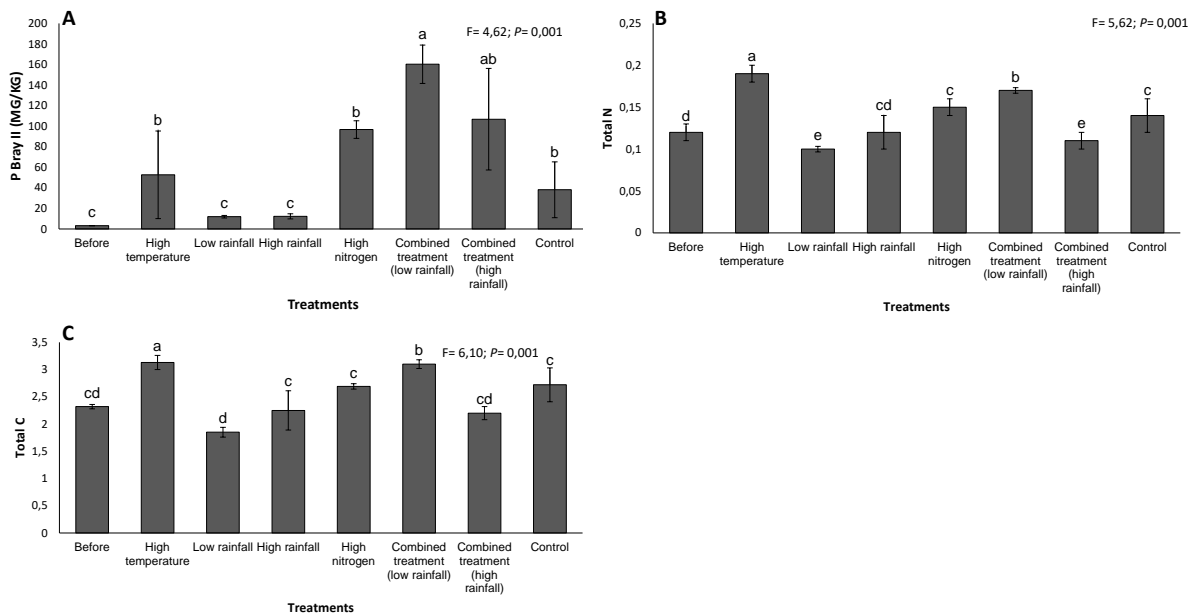 A
F= 4,62; P= 0,001
P Bray II (MG/KG)
200
180
160
140
120
100
80
60
40
20
0
c
b
c
c
b
a
ab
b
Before
High temperature
Low rainfall
High rainfall
High nitrogen
Combined treatment (low rainfall)
Combined treatment (high rainfall)
Control
Treatments
B
F= 5,62; P= 0,001
Total N
0,25
0,2
0,15
0,1
0,05
0
d
a
e
cd
c
b
e
c
Before
High temperature
Low rainfall
High rainfall
High nitrogen
Combined treatment (low rainfall)
Combined treatment (high rainfall)
Control
Treatments
C
F= 6,10; P= 0,001
Total C
3,5
3
2,5
2
1,5
1
0,5
0
cd
a
d
c
c
b
cd
c
Before
High temperature
Low rainfall
High rainfall
High nitrogen
Combined treatment (low rainfall)
Combined treatment (high rainfall)
Control
Treatments